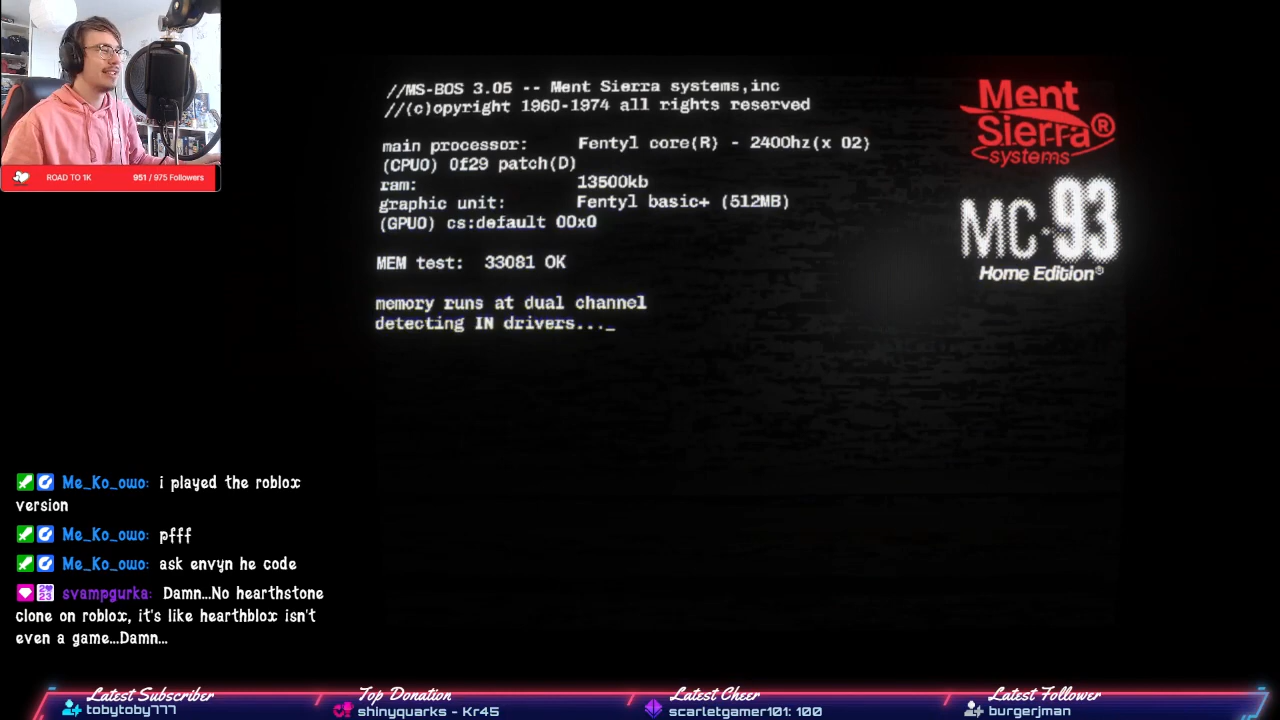 ROAD TO 1K 951 / 975 Followers
//MS-BOS 3.05 -- Ment Sierra systems,inc
//(c)opyright 1960-1974 all rights reserved
main processor: Fentyl core(R) - 2400hz(x 02)
(CPU0) 0f29 patch(D)
ram: 13500kb
graphic unit: Fentyl basic+ (512MB)
(GPU0) cs:default 00x0
MEM test: 33081 OK
memory runs at dual channel
detecting IN drivers..._
Ment
Sierra®
systems
MC-93
Home Edition®
Me_Ko_owo: i played the roblox
version
Me_Ko_owo: pfff
Me_Ko_owo: ask envyn he code
svampgurka: Damn...No hearthstone
clone on roblox, it's like hearthblox isn't
even a game...Damn...
Latest Subscriber
tobytoby777
Top Donation
shinyquarks - Kr45
Latest Cheer
scarletgamer101: 100
Latest Follower
burgerjman